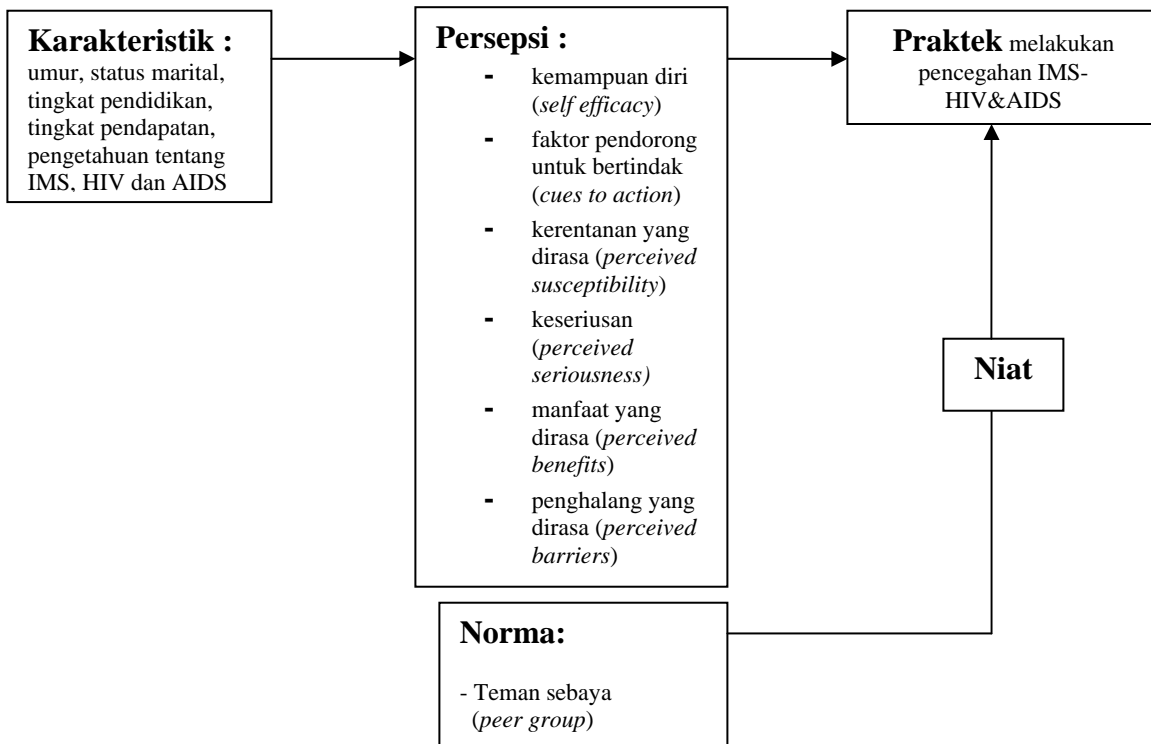 Karakteristik :
umur, status marital,
tingkat pendidikan,
tingkat pendapatan,
pengetahuan tentang
IMS, HIV dan AIDS
Persepsi :
- kemampuan diri
(self efficacy)
- faktor pendorong
untuk bertindak
(cues to action)
- kerentanan yang
dirasa (perceived
susceptibility)
- keseriusan
(perceived
seriousness)
- manfaat yang
dirasa (perceived
benefits)
- penghalang yang
dirasa (perceived
barriers)
Praktek melakukan
pencegahan IMS-
HIV&AIDS
Niat
Norma:
- Teman sebaya
(peer group)